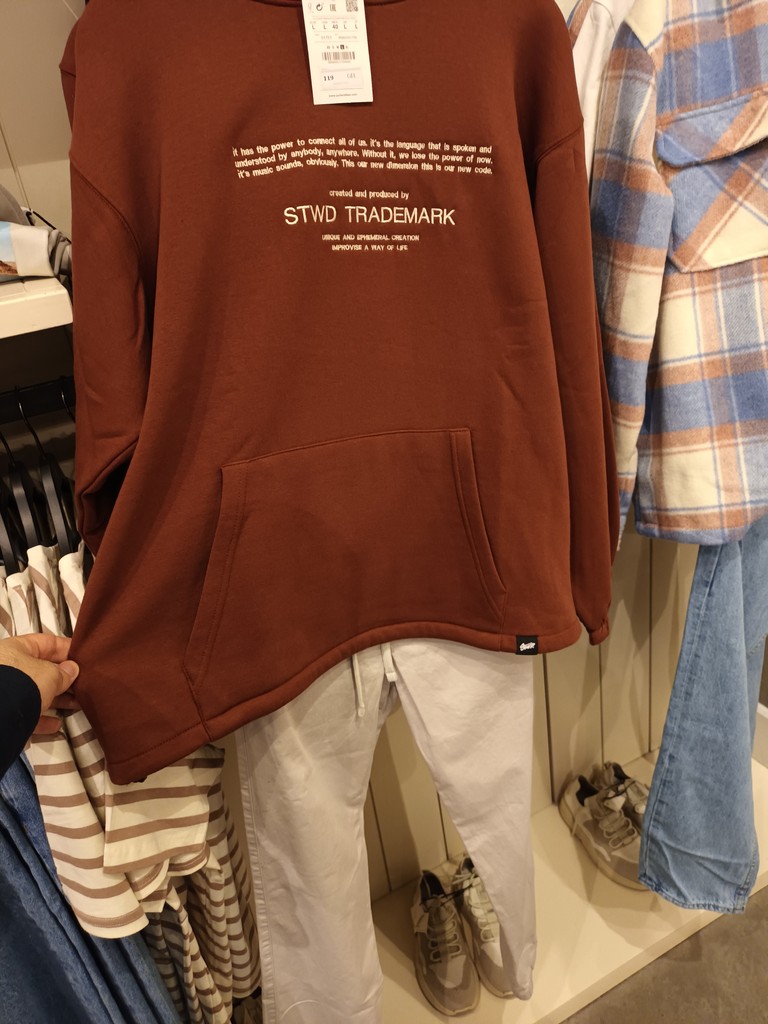 L L 40 L L
119
it has the power to connect all of us. it's the language that is spoken and
understood by anybody, anywhere. Without it, we lose the power of now.
it's music sounds, obviously. This our new dimension this is our new code.
created and produced by
STWD TRADEMARK
UNIQUE AND EPHEMERAL CREATION
IMPROVISE A WAY OF LIFE